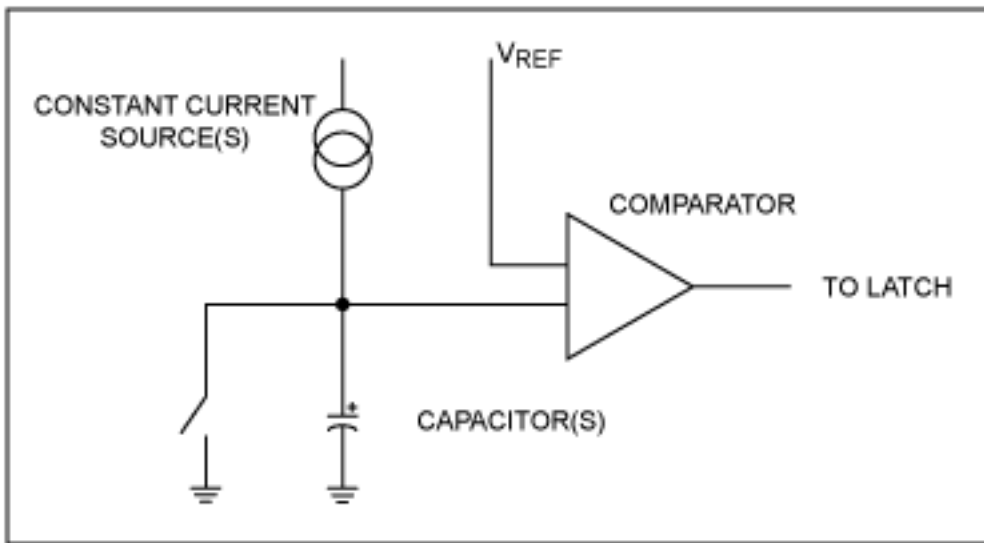 VREF
CONSTANT CURRENT
SOURCE(S)
COMPARATOR
TO LATCH
+
CAPACITOR(S)